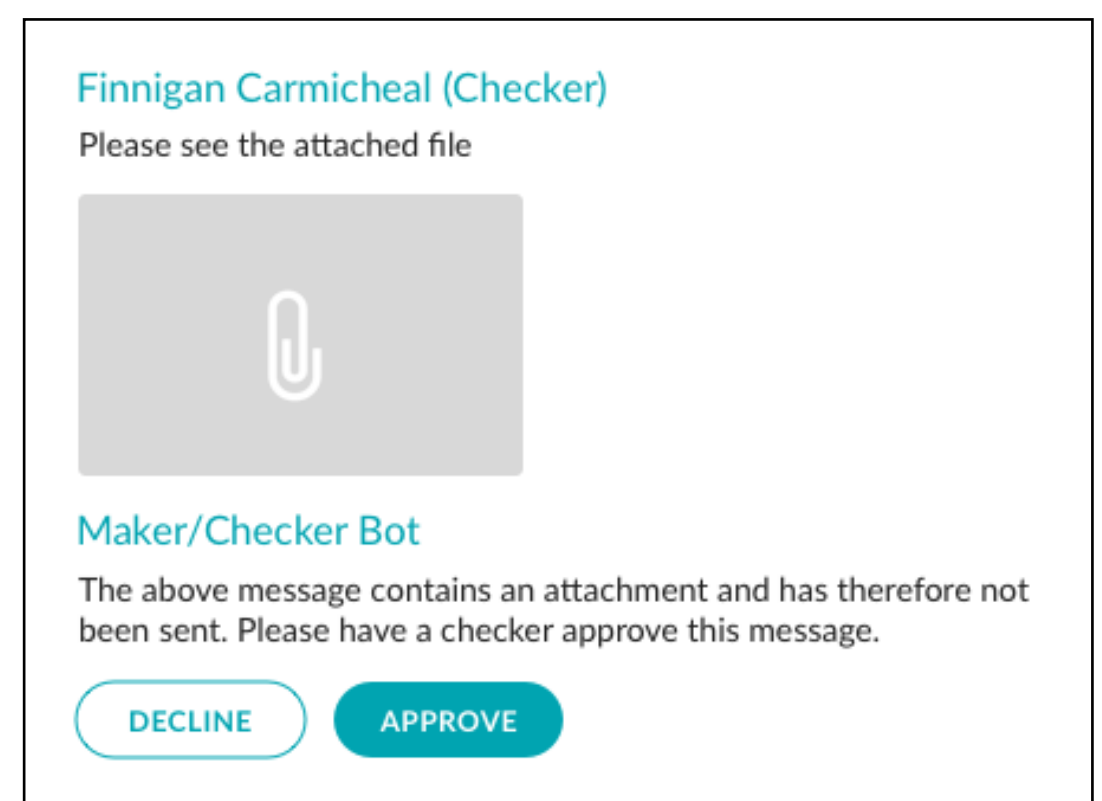 Finnigan Carmicheal (Checker)
Please see the attached file
Maker/Checker Bot
The above message contains an attachment and has therefore not
been sent. Please have a checker approve this message.
DECLINE
APPROVE